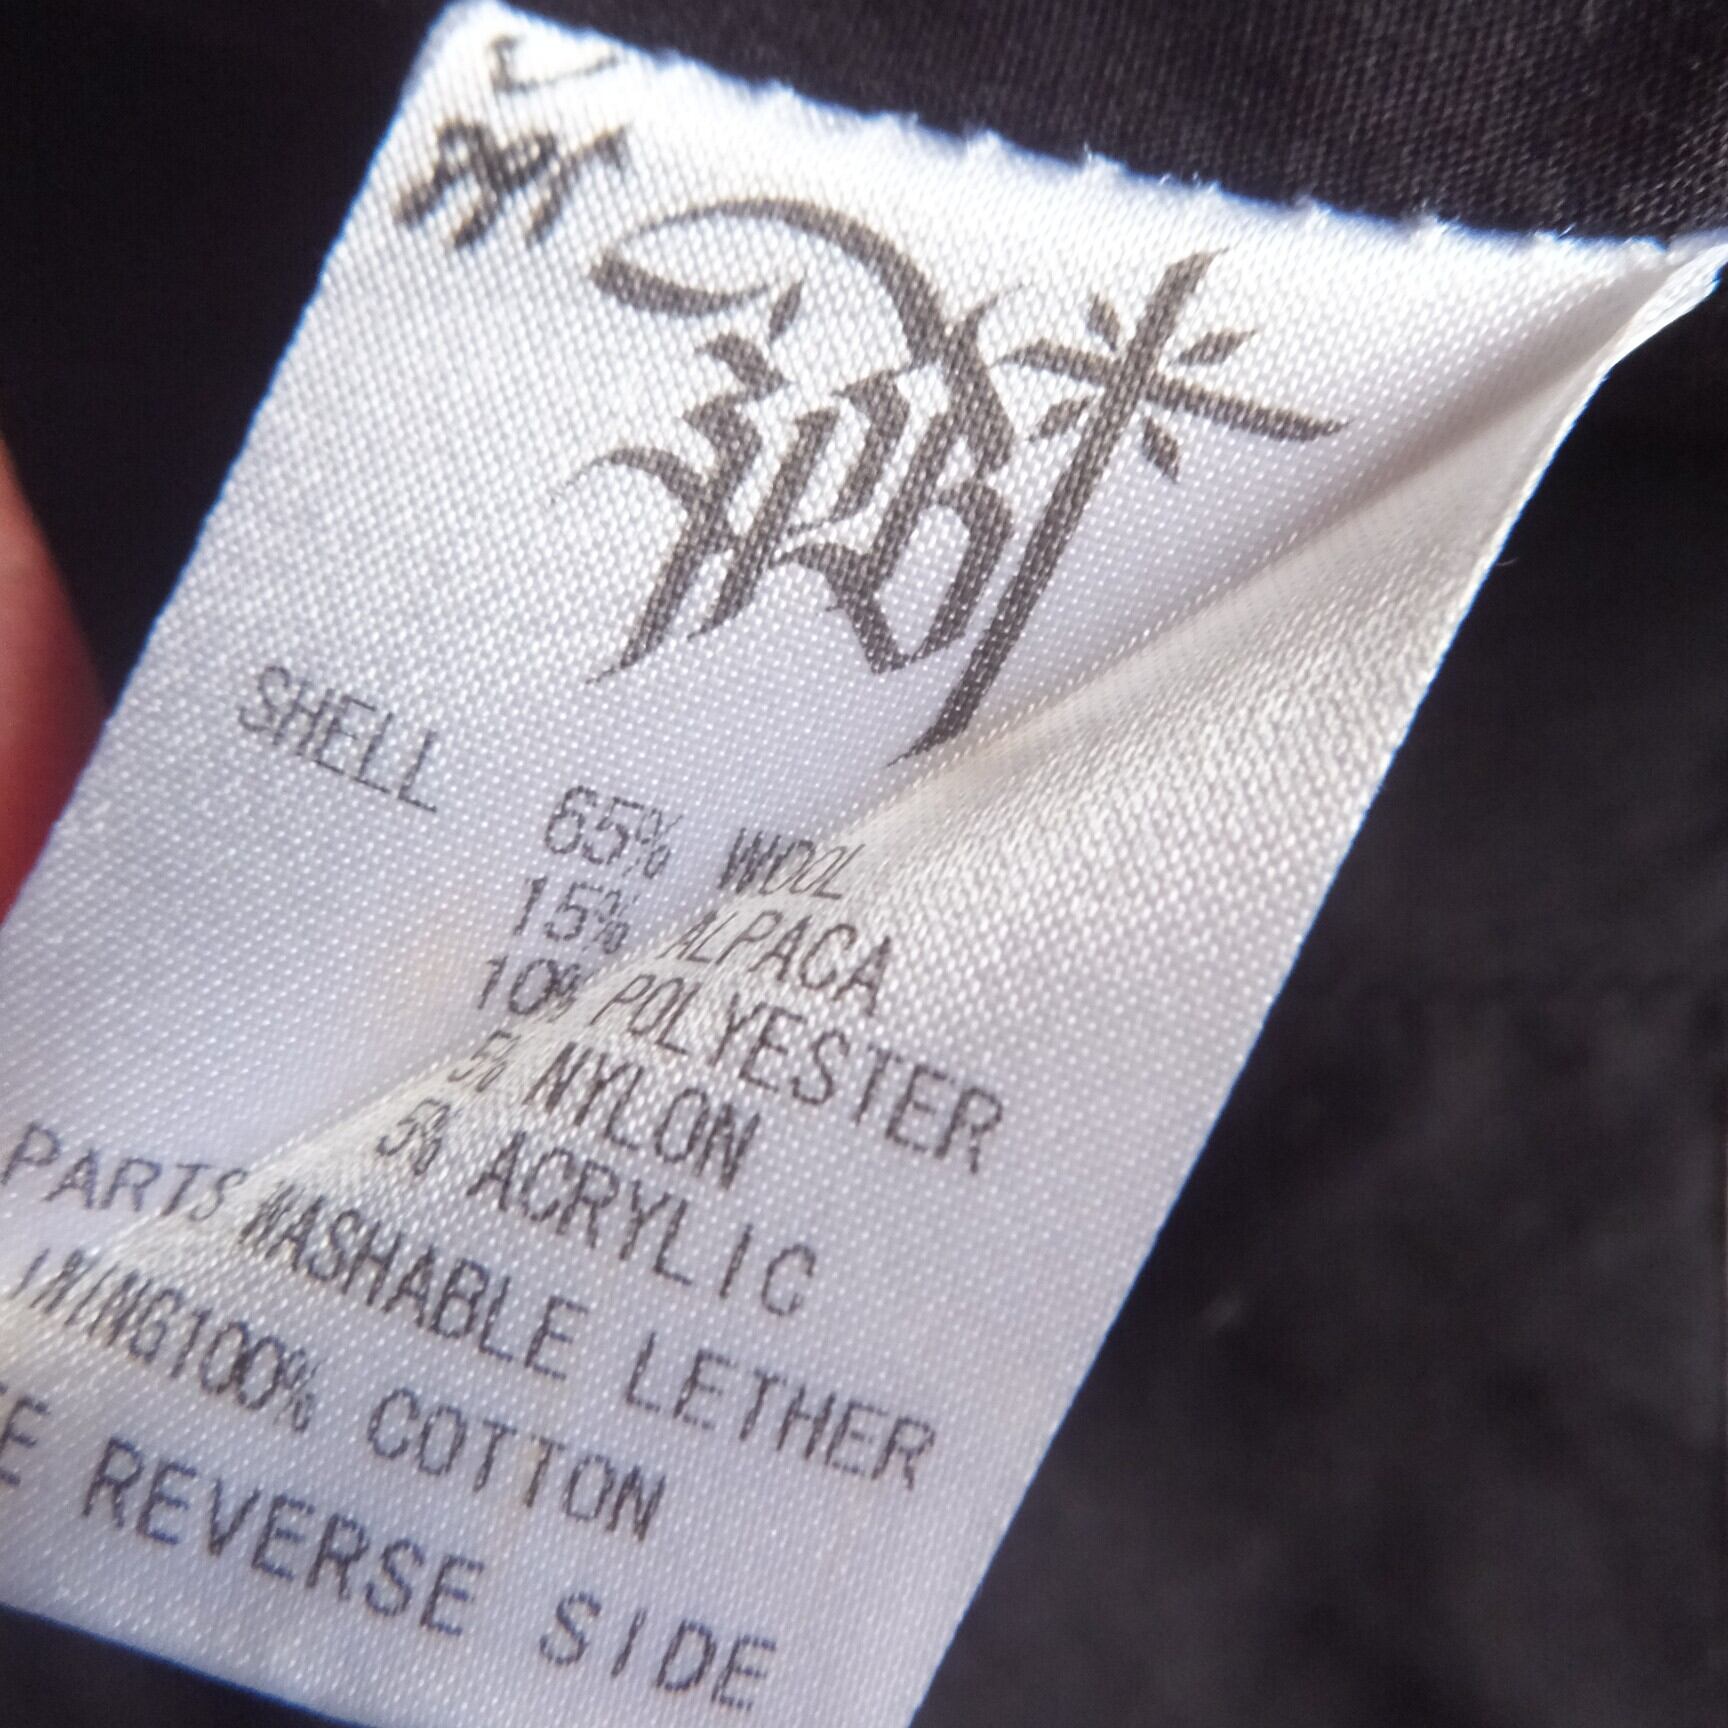 SHELL
65% WOOL
15% ALPACA
10% POLYESTER
5% NYLON
5% ACRYLIC
PARTS WASHABLE LETHER
100% COTTON
REVERSE SIDE